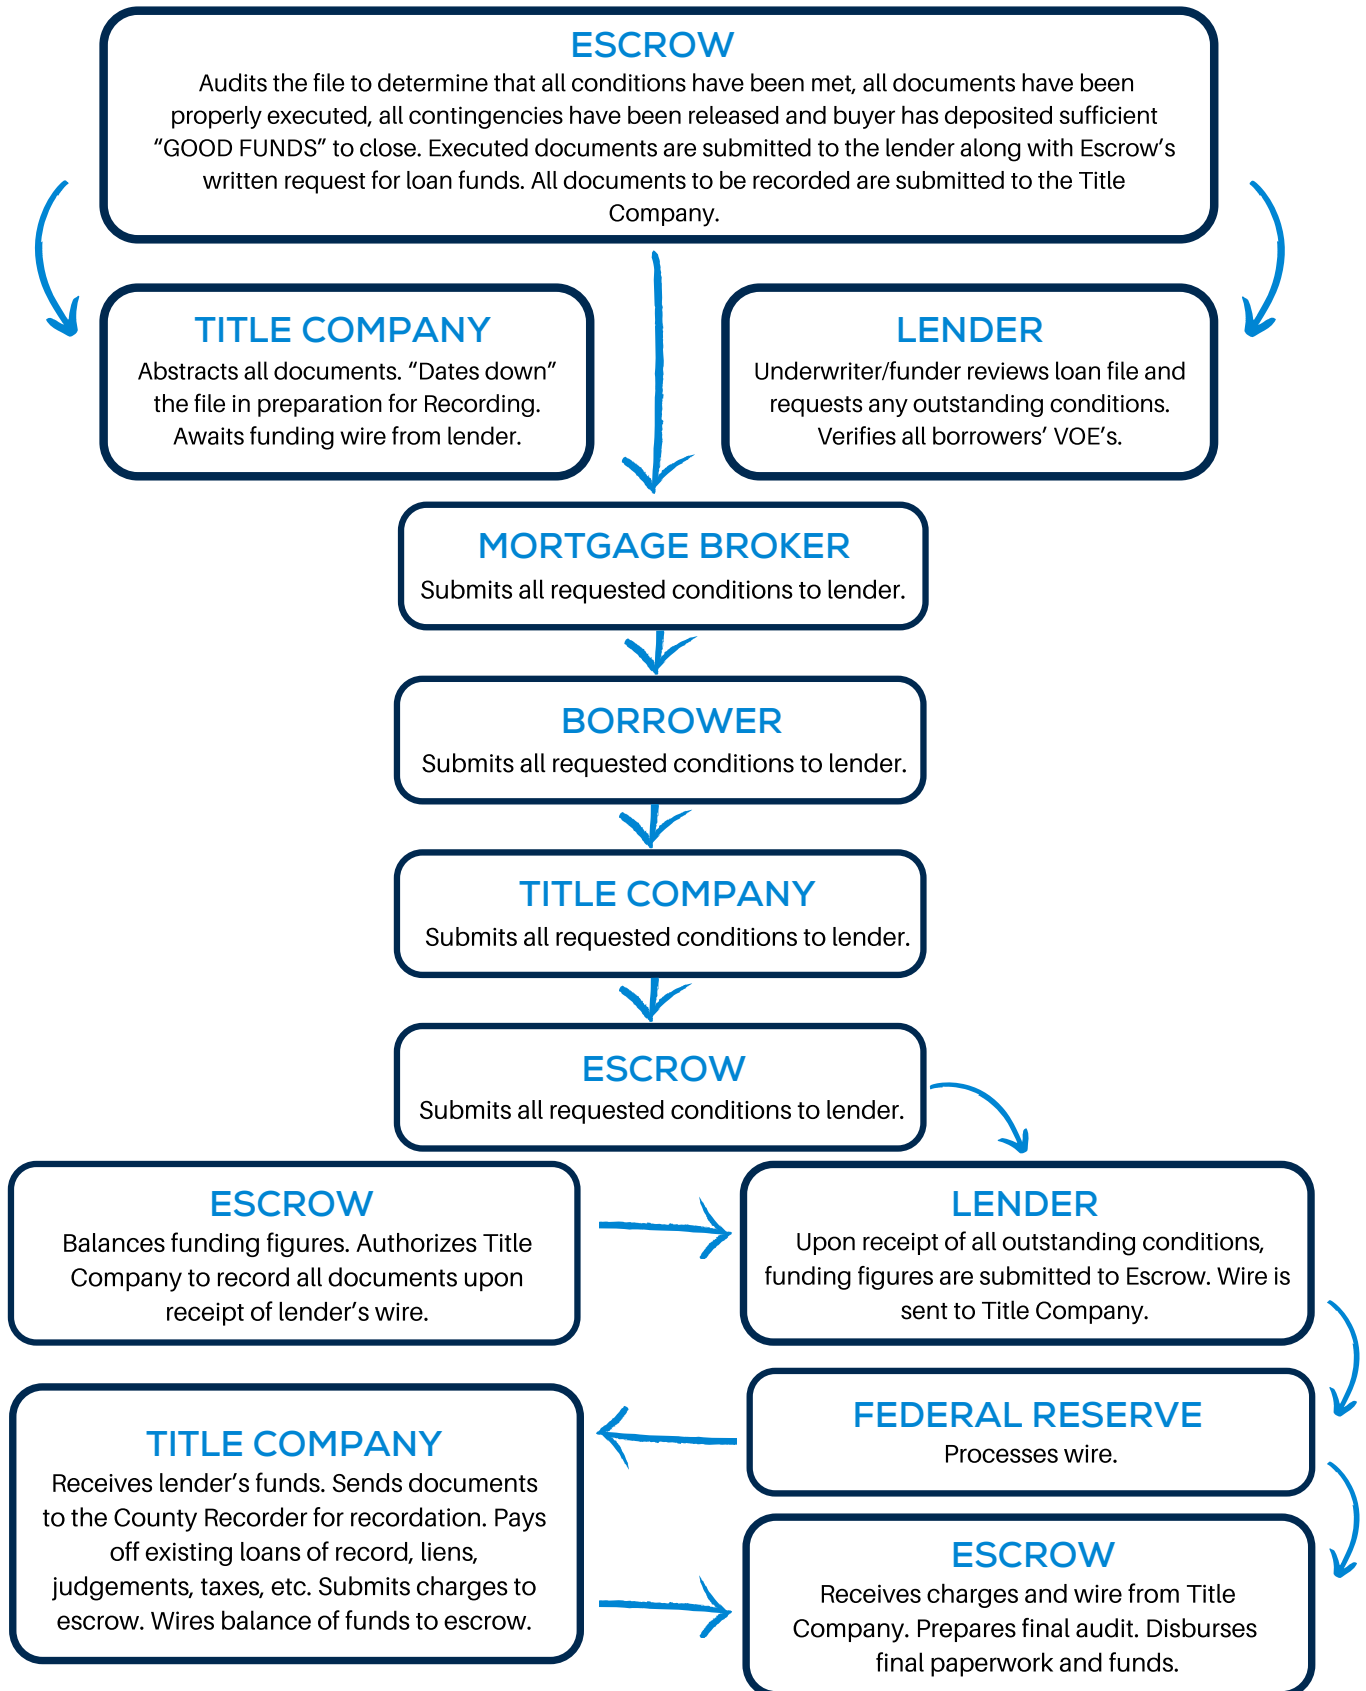 ESCROW
Audits the file to determine that all conditions have been met, all documents have been
properly executed, all contingencies have been released and buyer has deposited sufficient
“GOOD FUNDS” to close. Executed documents are submitted to the lender along with Escrow’s
written request for loan funds. All documents to be recorded are submitted to the Title
Company.
TITLE COMPANY
Abstracts all documents. “Dates down”
the file in preparation for Recording.
Awaits funding wire from lender.
LENDER
Underwriter/funder reviews loan file and
requests any outstanding conditions.
Verifies all borrowers’ VOE’s.
MORTGAGE BROKER
Submits all requested conditions to lender.
BORROWER
Submits all requested conditions to lender.
TITLE COMPANY
Submits all requested conditions to lender.
ESCROW
Submits all requested conditions to lender.
ESCROW
Balances funding figures. Authorizes Title
Company to record all documents upon
receipt of lender’s wire.
LENDER
Upon receipt of all outstanding conditions,
funding figures are submitted to Escrow. Wire is
sent to Title Company.
FEDERAL RESERVE
Processes wire.
TITLE COMPANY
Receives lender’s funds. Sends documents
to the County Recorder for recordation. Pays
off existing loans of record, liens,
judgements, taxes, etc. Submits charges to
escrow. Wires balance of funds to escrow.
ESCROW
Receives charges and wire from Title
Company. Prepares final audit. Disburses
final paperwork and funds.